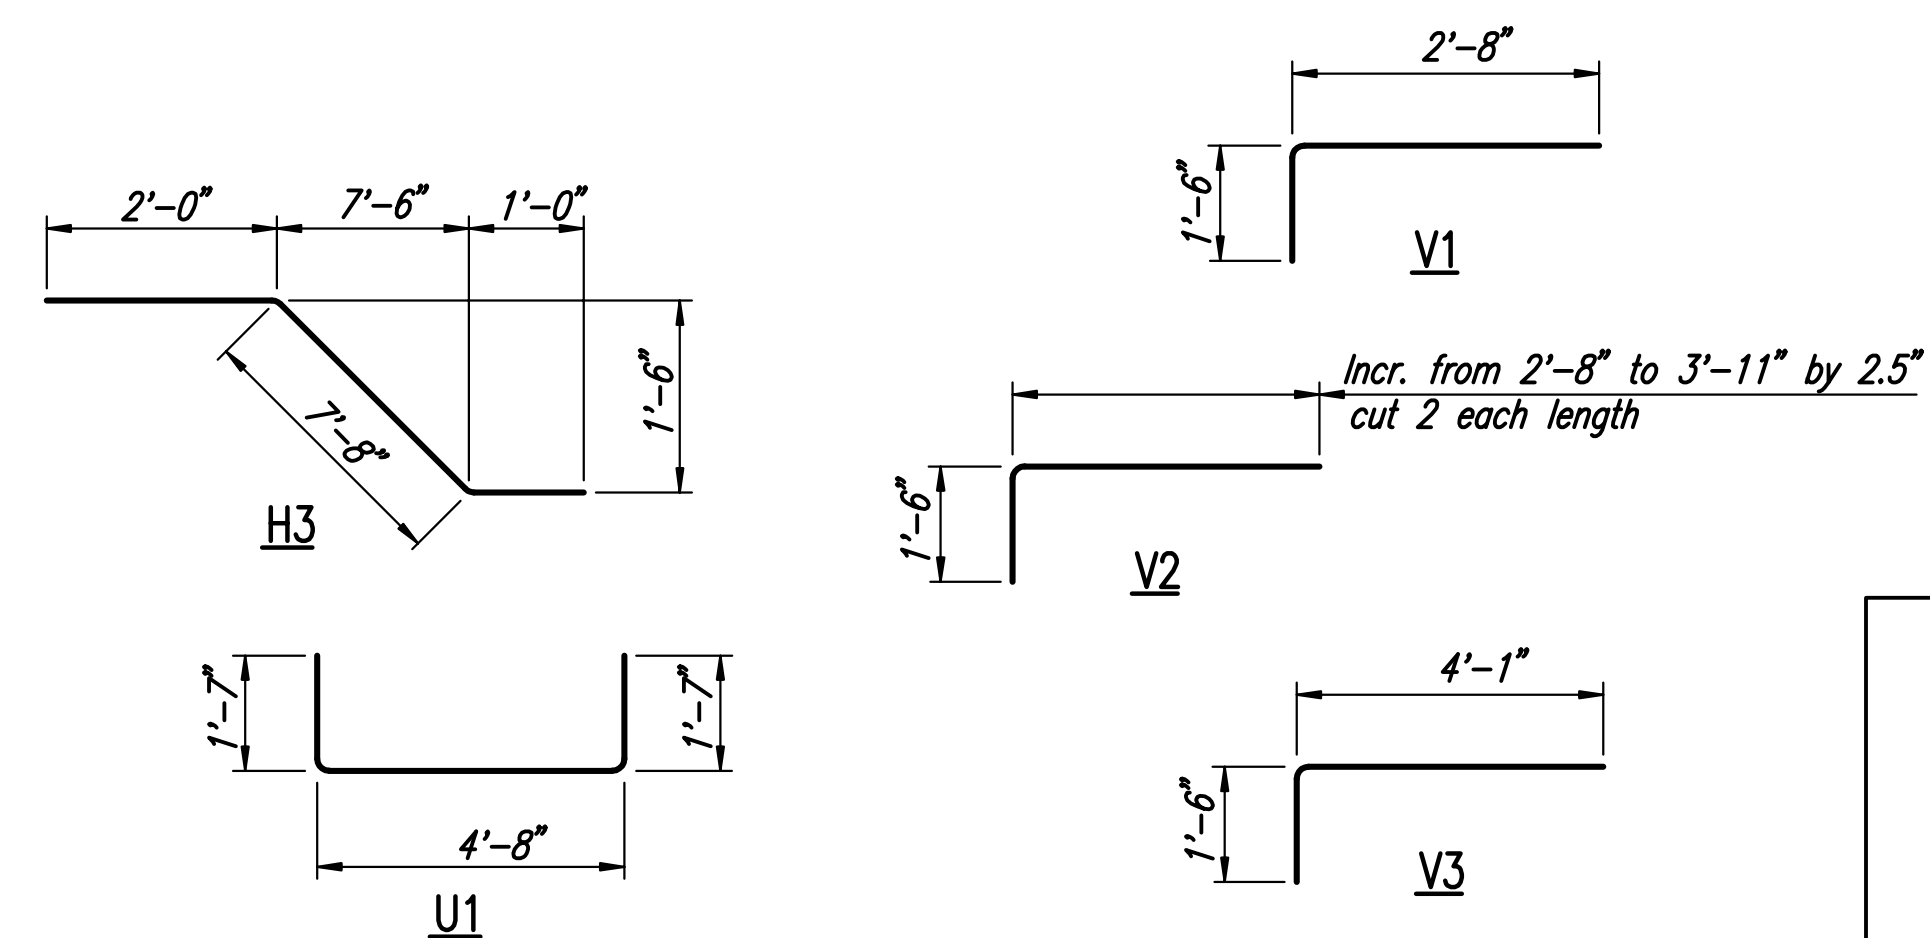 2'-8"
1'-6"
V1
2'-0" 7'-6" 1'-0"
1'-6"
7'-8"
H3
Incr. from 2'-8" to 3'-11" by 2.5"
cut 2 each length
1'-6"
V2
1'-7"
1'-7"
4'-8"
U1
4'-1"
1'-6"
V3